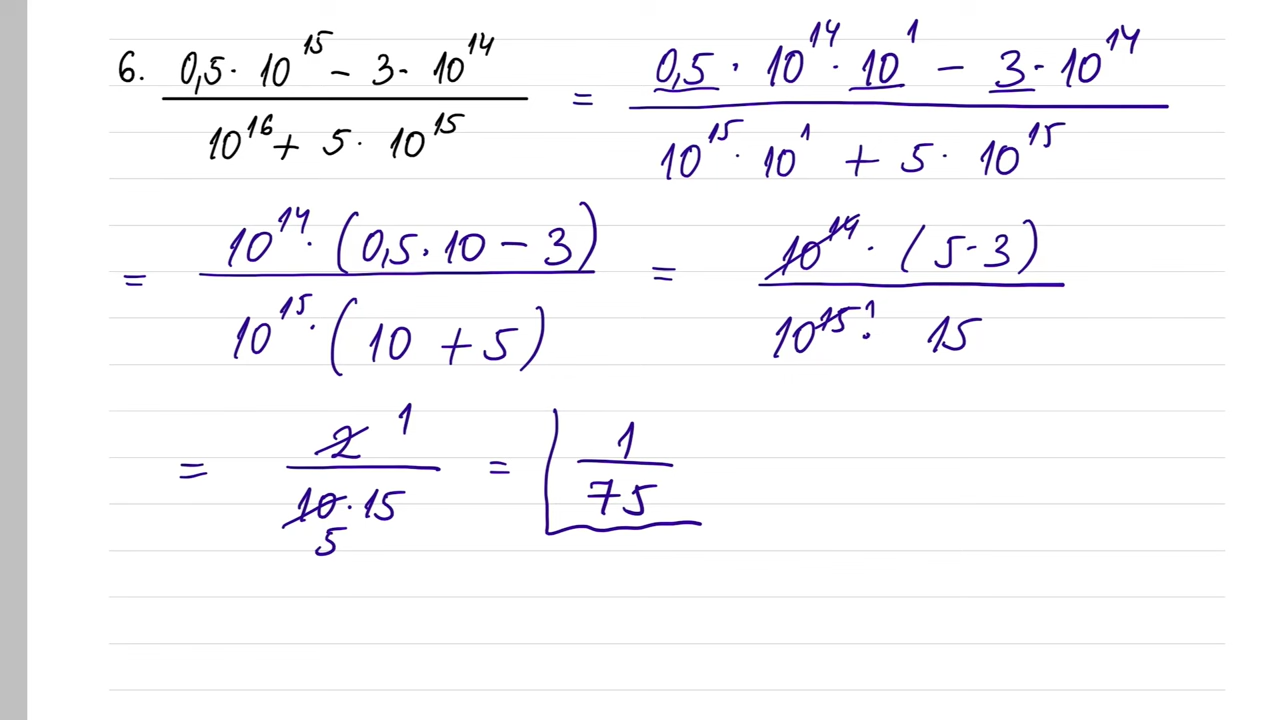 6. (0,5 · 10^15 − 3 · 10^14) / (10^16 + 5 · 10^15) = (0,5 · 10^14 · 10^1 − 3 · 10^14) / (10^15 · 10^1 + 5 · 10^15)
= (10^14 · (0,5 · 10 − 3)) / (10^15 · (10 + 5)) = (10^14 · (5 - 3)) / (10^15 1 · 15)
= (2 1) / (10 · 15 5) = 1 / 75